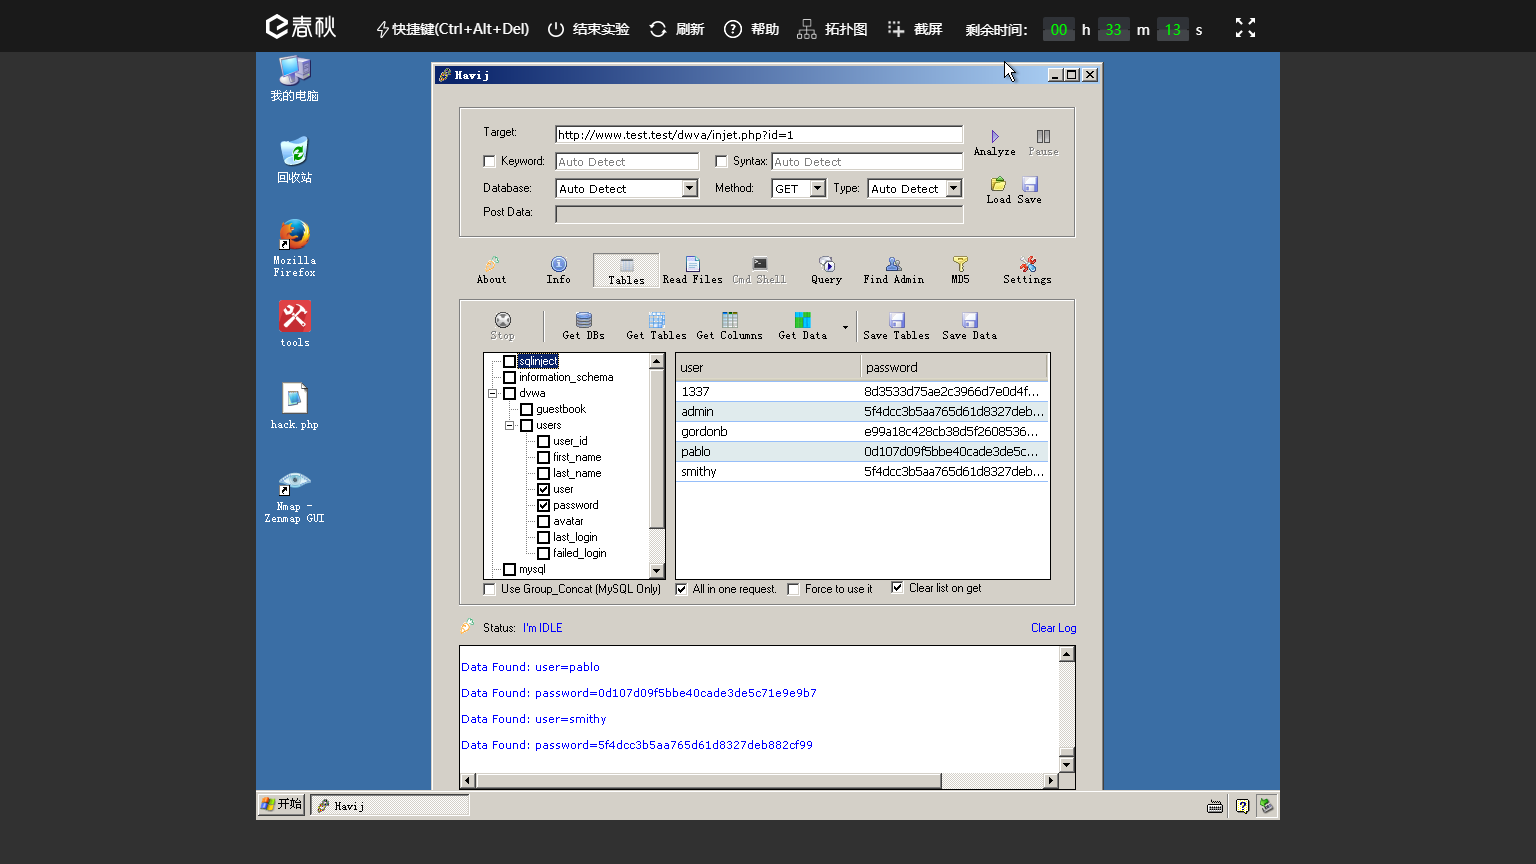 春秋 快捷键(Ctrl+Alt+Del) 结束实验 刷新 帮助 拓扑图 截屏 剩余时间: 00 h 33 m 13 s
我的电脑
回收站
Mozilla
Firefox
tools
hack.php
Nmap -
Zenmap GUI
Havij
Target: http://www.test.test/dwva/injet.php?id=1
Analyze Pause
Keyword: Auto Detect Syntax: Auto Detect
Database: Auto Detect Method: GET Type: Auto Detect
Load Save
Post Data:
About Info Tables Read Files Cmd Shell Query Find Admin MD5 Settings
Stop Get DBs Get Tables Get Columns Get Data Save Tables Save Data
sqlinject
information_schema
dvwa
guestbook
users
user_id
first_name
last_name
user
password
avatar
last_login
failed_login
mysql
user password
1337 8d3533d75ae2c3966d7e0d4f...
admin 5f4dcc3b5aa765d61d8327deb...
gordonb e99a18c428cb38d5f2608536...
pablo 0d107d09f5bbe40cade3de5c...
smithy 5f4dcc3b5aa765d61d8327deb...
Use Group_Concat (MySQL Only) All in one request. Force to use it Clear list on get
Status: I'm IDLE Clear Log
Data Found: user=pablo
Data Found: password=0d107d09f5bbe40cade3de5c71e9e9b7
Data Found: user=smithy
Data Found: password=5f4dcc3b5aa765d61d8327deb882cf99
开始 Havij